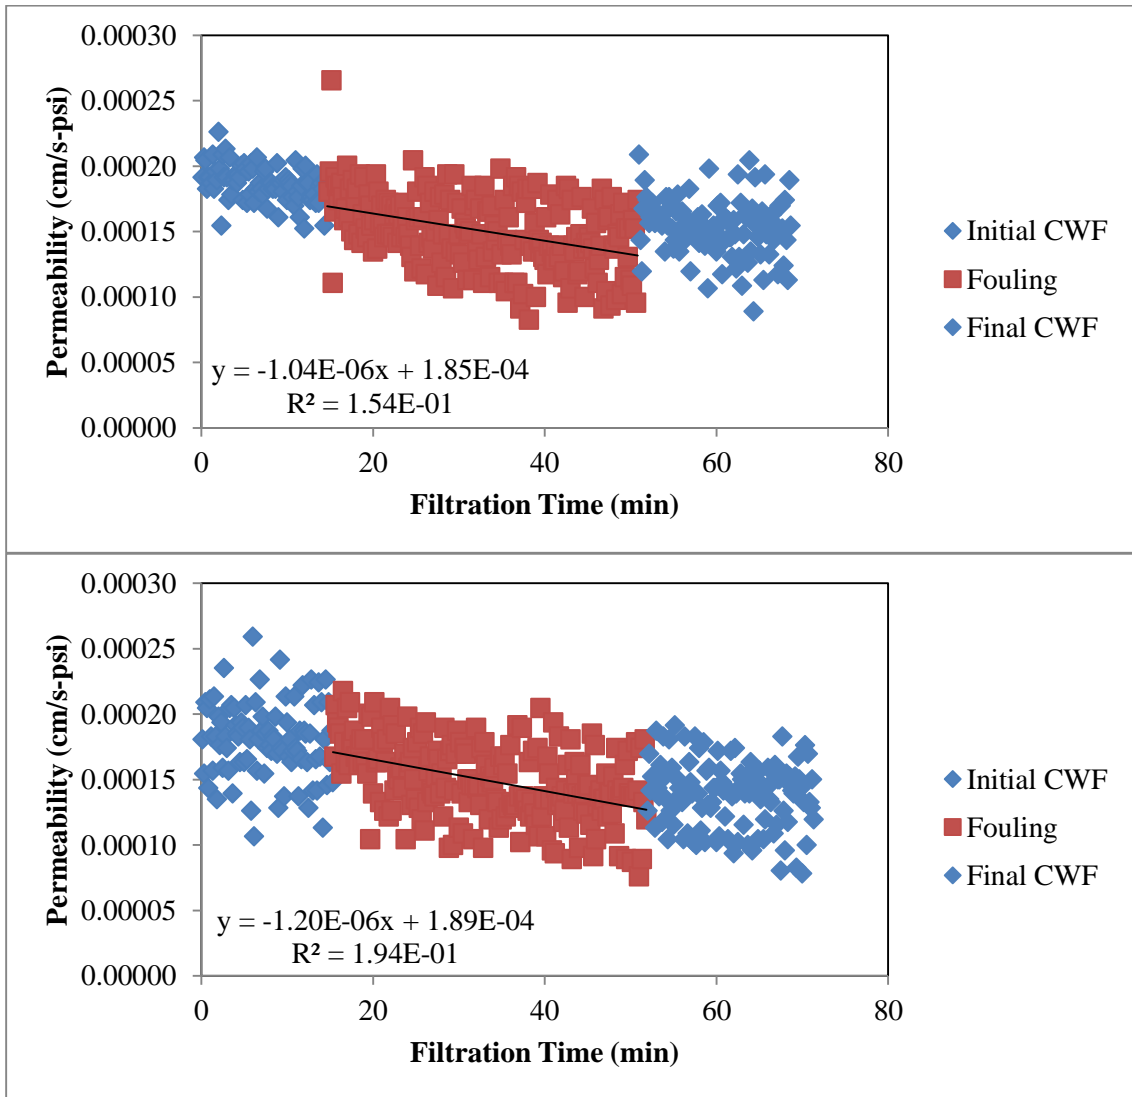 0.00030
0.00025
0.00020
0.00015
0.00010
0.00005
0.00000
Permeability (cm/s-psi)
y = -1.04E-06x + 1.85E-04
R² = 1.54E-01
0 20 40 60 80
Filtration Time (min)
Initial CWF
Fouling
Final CWF
0.00030
0.00025
0.00020
0.00015
0.00010
0.00005
0.00000
Permeability (cm/s-psi)
y = -1.20E-06x + 1.89E-04
R² = 1.94E-01
0 20 40 60 80
Filtration Time (min)
Initial CWF
Fouling
Final CWF